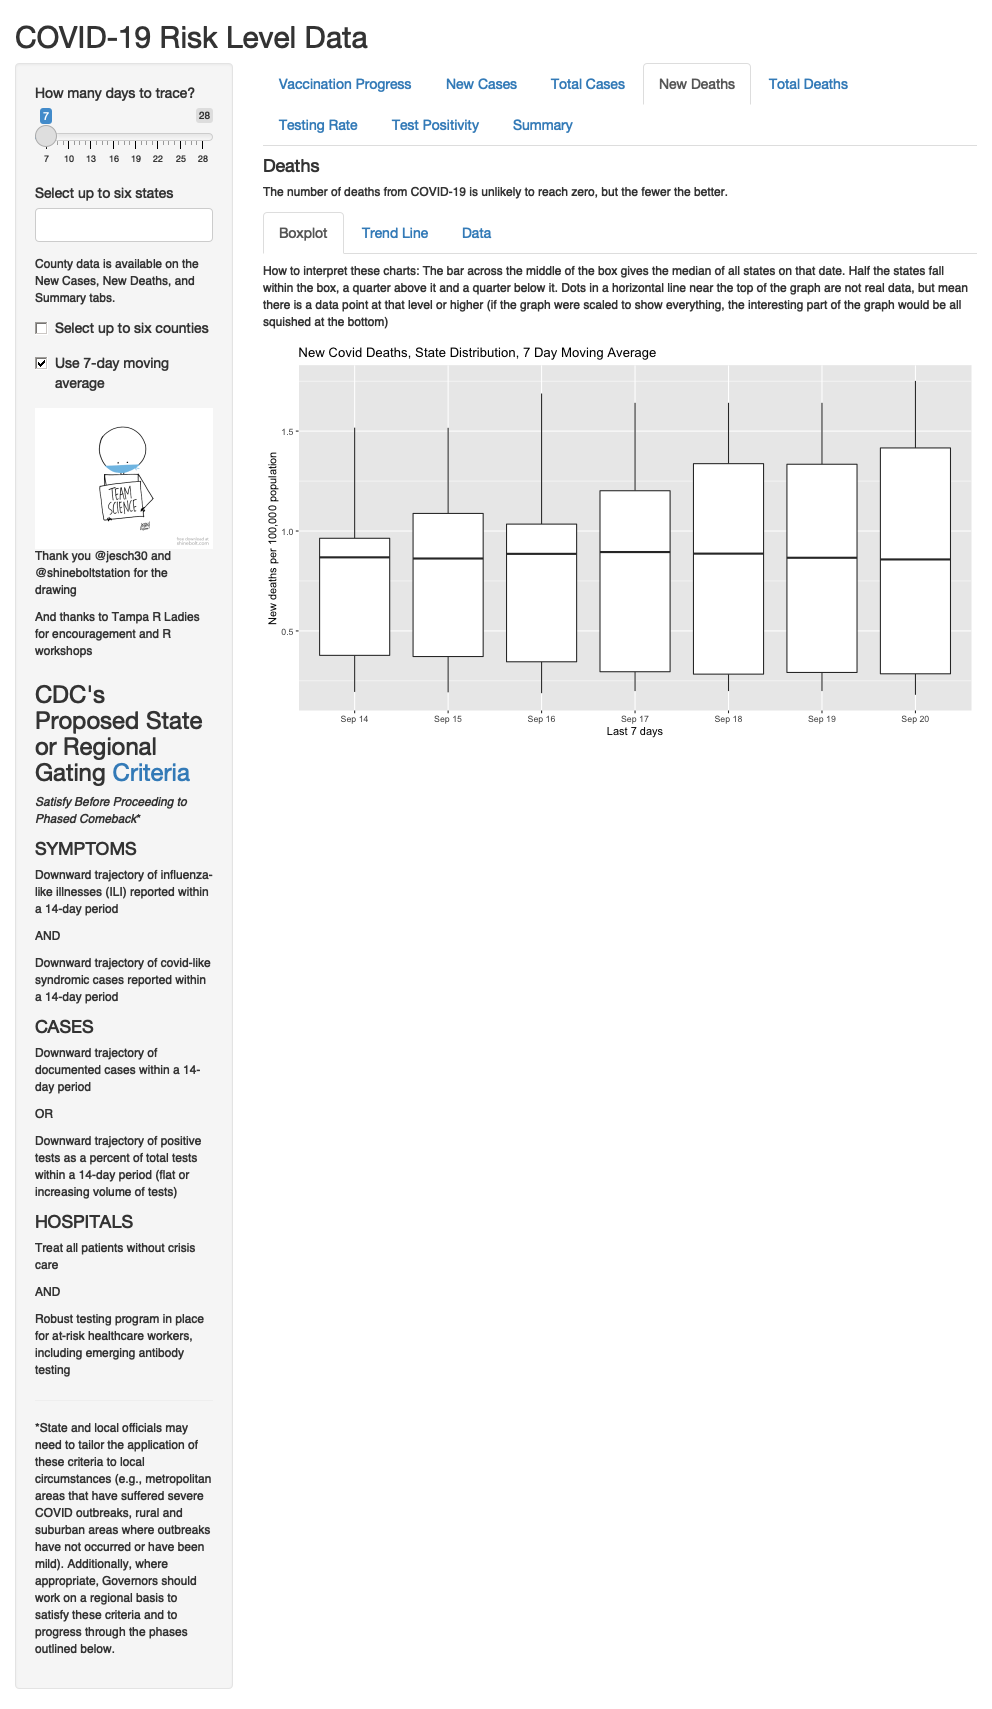 COVID-19 Risk Level Data
How many days to trace?
7 28
7 10 13 16 19 22 25 28
Select up to six states
County data is available on the
New Cases, New Deaths, and
Summary tabs.
Select up to six counties
Use 7-day moving
average
TEAM
SCIENCE
free download at
shinebolt.com
Thank you @jesch30 and
@shineboltstation for the
drawing
And thanks to Tampa R Ladies
for encouragement and R
workshops
CDC's
Proposed State
or Regional
Gating Criteria
Satisfy Before Proceeding to
Phased Comeback*
SYMPTOMS
Downward trajectory of influenza-
like illnesses (ILI) reported within
a 14-day period
AND
Downward trajectory of covid-like
syndromic cases reported within
a 14-day period
CASES
Downward trajectory of
documented cases within a 14-
day period
OR
Downward trajectory of positive
tests as a percent of total tests
within a 14-day period (flat or
increasing volume of tests)
HOSPITALS
Treat all patients without crisis
care
AND
Robust testing program in place
for at-risk healthcare workers,
including emerging antibody
testing
*State and local officials may
need to tailor the application of
these criteria to local
circumstances (e.g., metropolitan
areas that have suffered severe
COVID outbreaks, rural and
suburban areas where outbreaks
have not occurred or have been
mild). Additionally, where
appropriate, Governors should
work on a regional basis to
satisfy these criteria and to
progress through the phases
outlined below.
Vaccination Progress New Cases Total Cases New Deaths Total Deaths
Testing Rate Test Positivity Summary
Deaths
The number of deaths from COVID-19 is unlikely to reach zero, but the fewer the better.
Boxplot Trend Line Data
How to interpret these charts: The bar across the middle of the box gives the median of all states on that date. Half the states fall
within the box, a quarter above it and a quarter below it. Dots in a horizontal line near the top of the graph are not real data, but mean
there is a data point at that level or higher (if the graph were scaled to show everything, the interesting part of the graph would be all
squished at the bottom)
New Covid Deaths, State Distribution, 7 Day Moving Average
New deaths per 100,000 population
1.5
1.0
0.5
Sep 14 Sep 15 Sep 16 Sep 17 Sep 18 Sep 19 Sep 20
Last 7 days